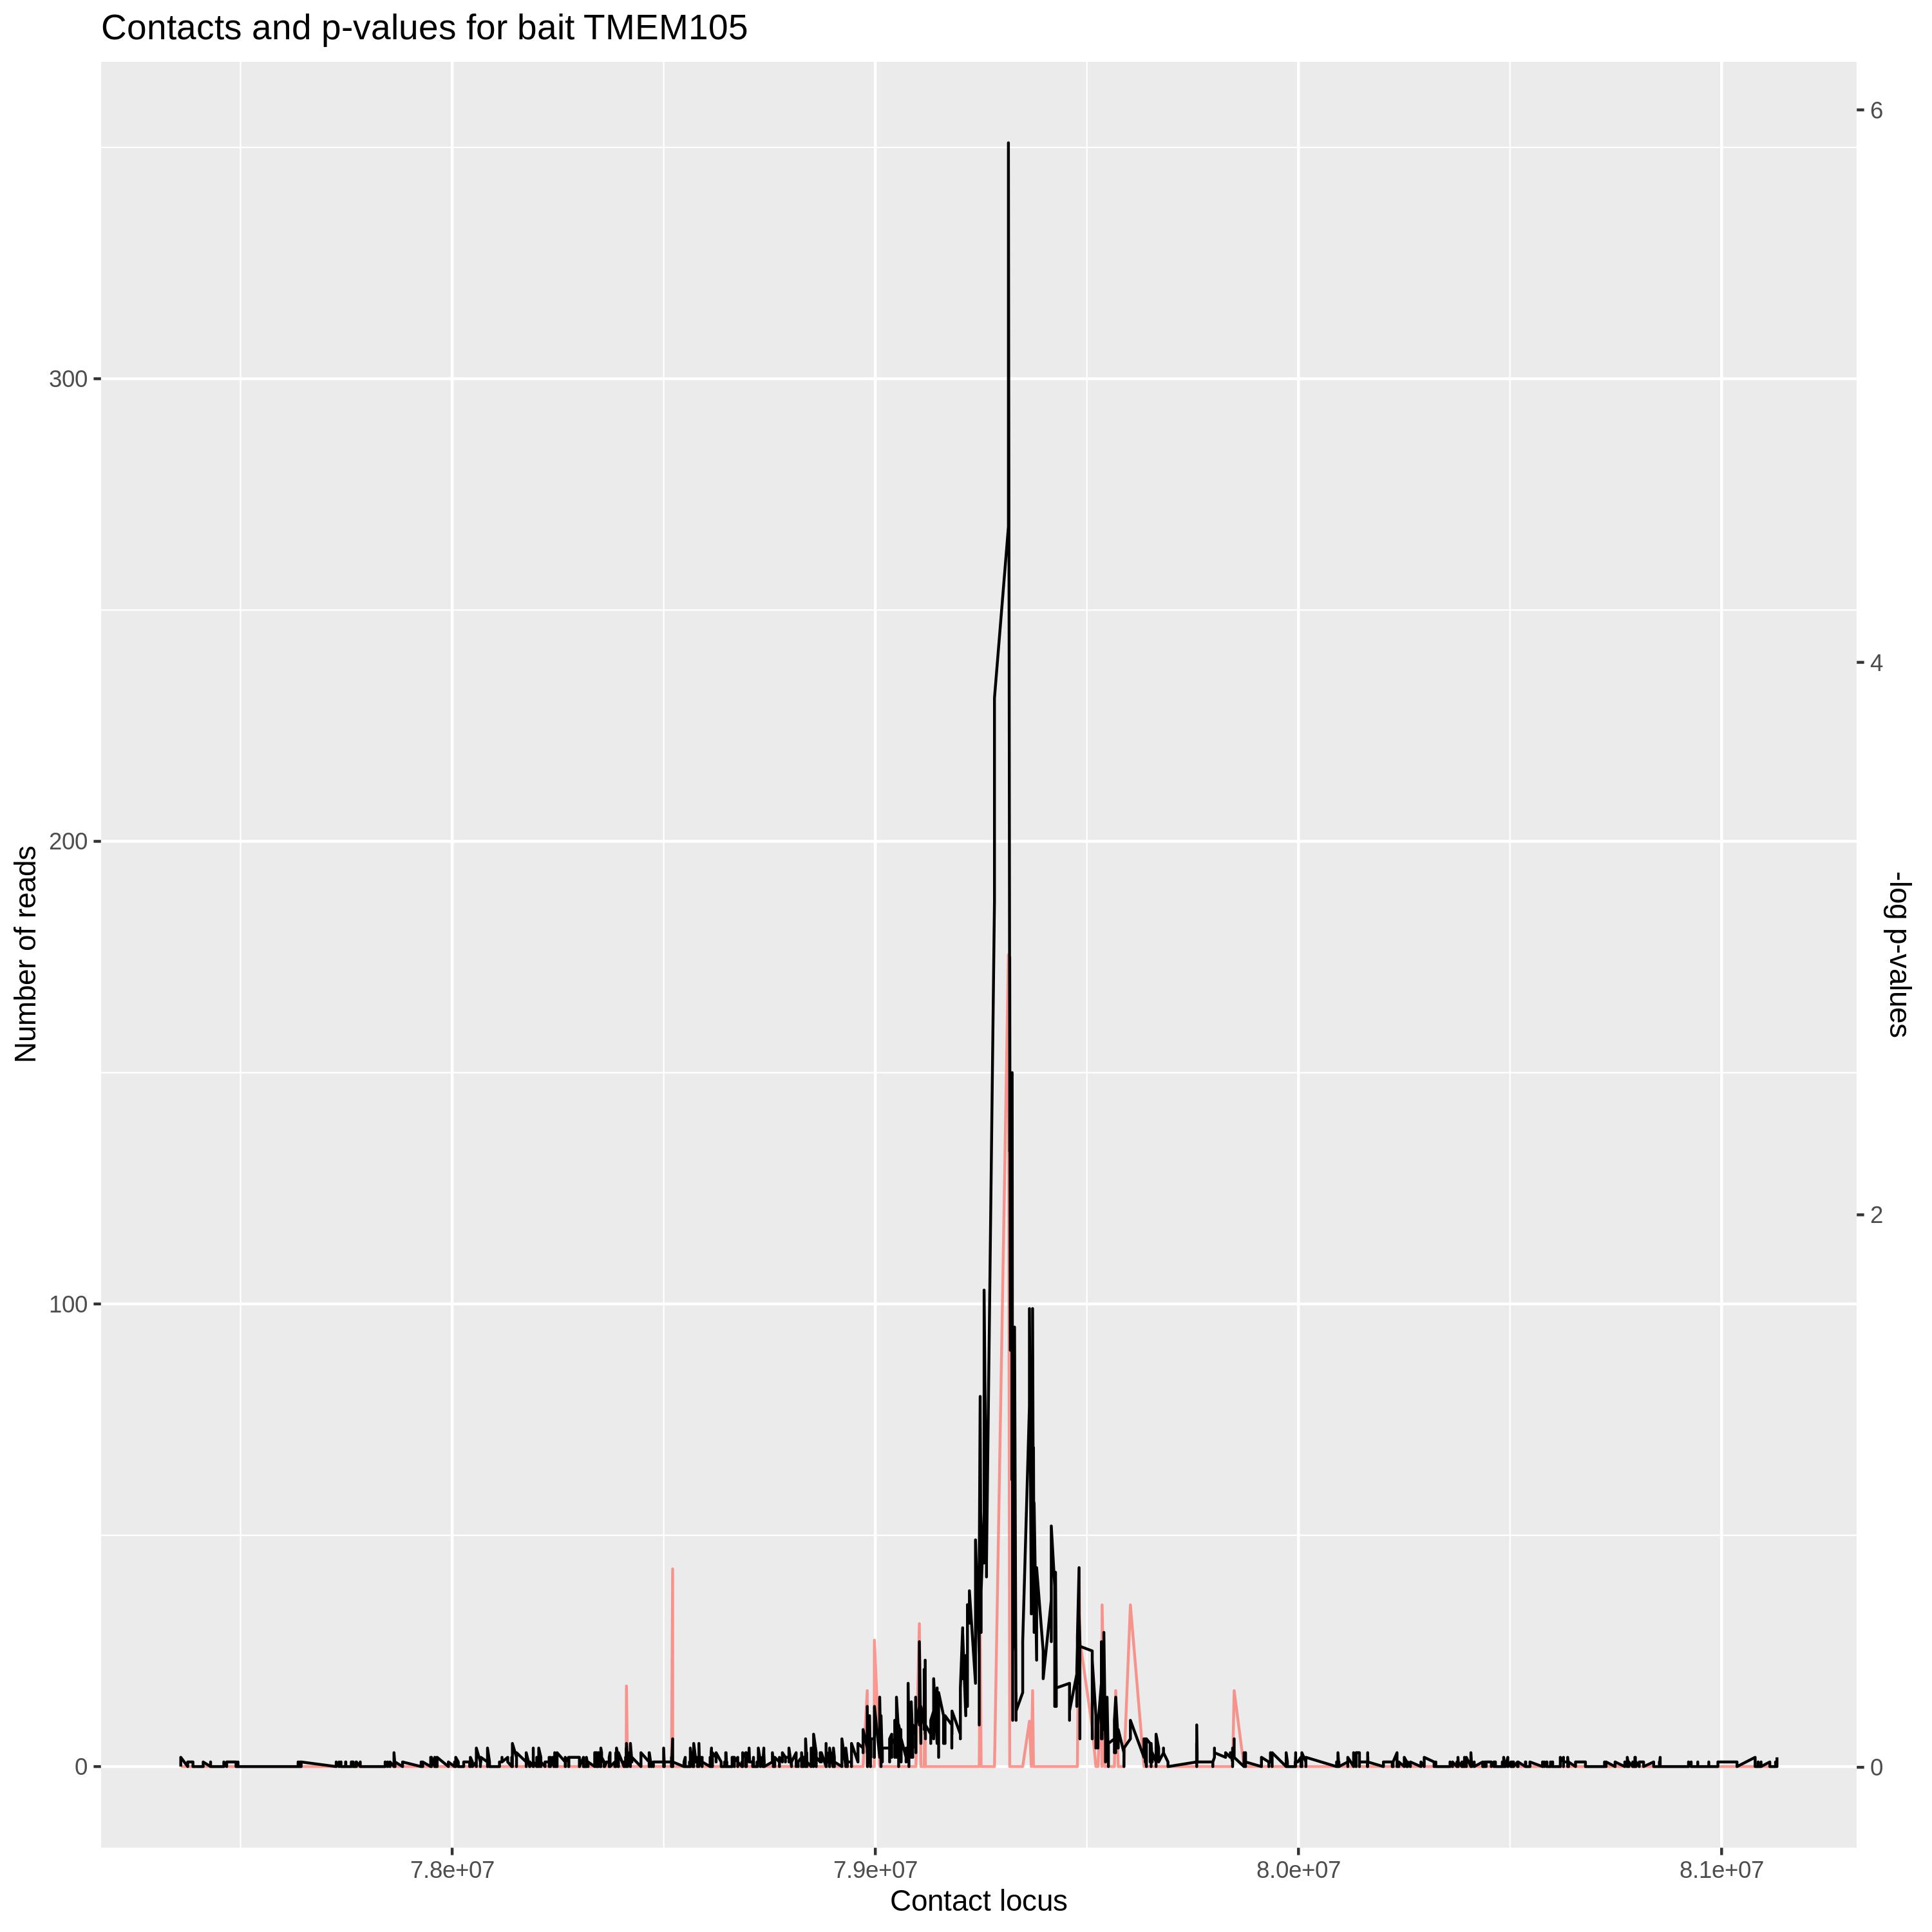 Contacts and p-values for bait TMEM105
Number of reads
300
200
100
0
6
4
2
0
-log p-values
7.8e+07
7.9e+07
8.0e+07
8.1e+07
Contact locus